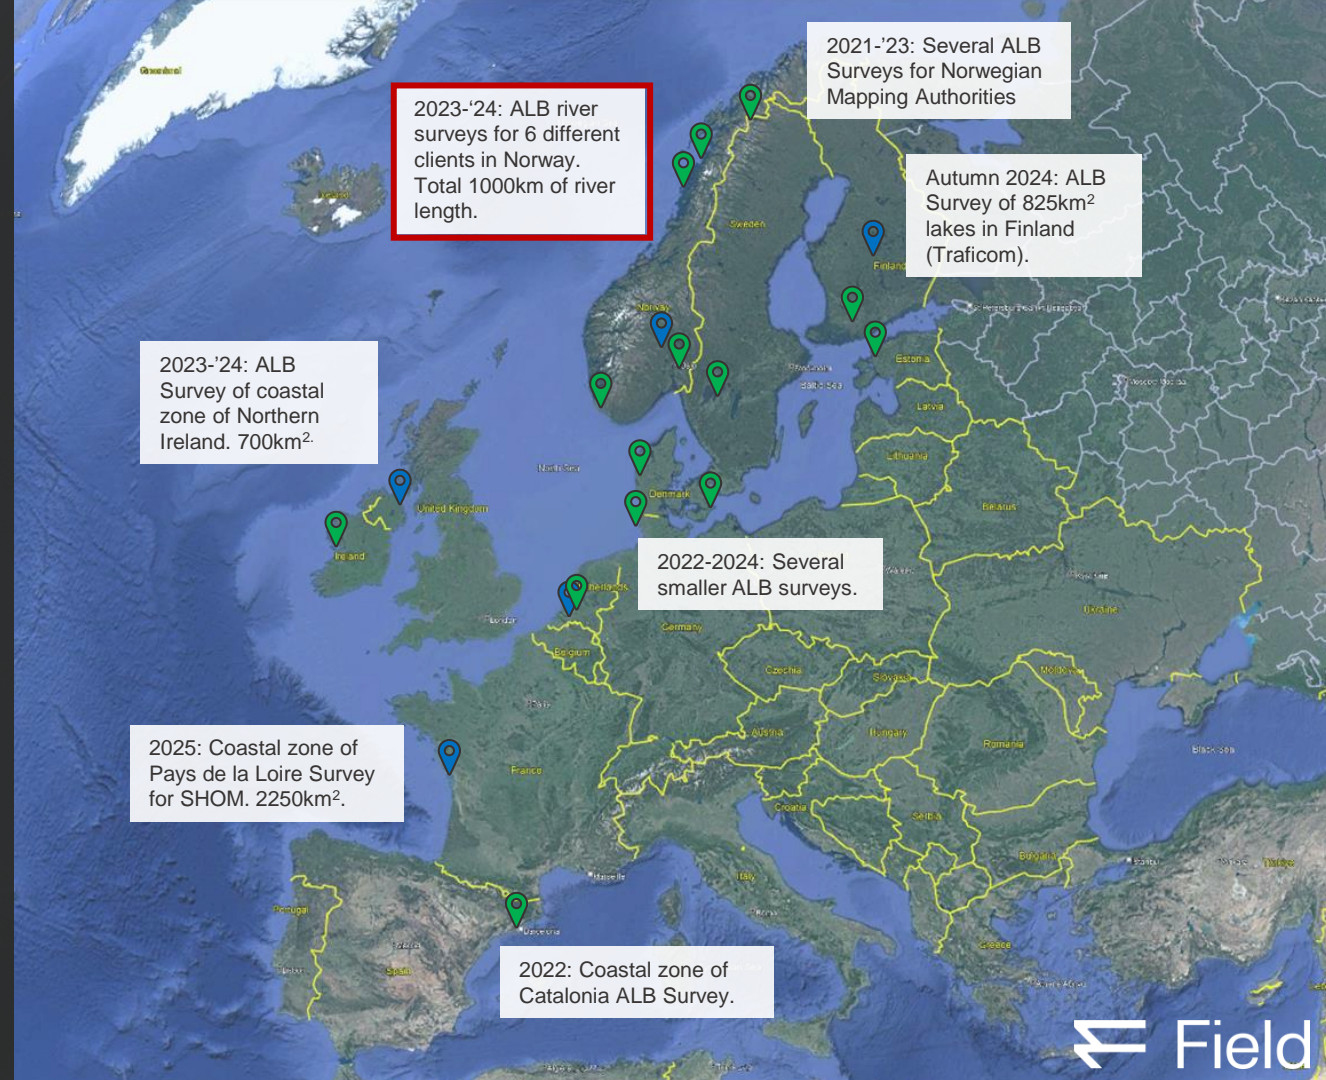 2021-'23: Several ALB
Surveys for Norwegian
Mapping Authorities
2023-‘24: ALB river
surveys for 6 different
clients in Norway.
Total 1000km of river
length.
Autumn 2024: ALB
Survey of 825km²
lakes in Finland
(Traficom).
2023-’24: ALB
Survey of coastal
zone of Northern
Ireland. 700km².
2022-2024: Several
smaller ALB surveys.
2025: Coastal zone of
Pays de la Loire Survey
for SHOM. 2250km².
2022: Coastal zone of
Catalonia ALB Survey.
Sweden
Finland
Norway
Estonia
Baltic Sea
Latvia
Lithuania
North Sea
Denmark
United Kingdom
Belarus
Ireland
London
Germany
Ukraine
Belgium
Czechia
Slovakia
Moldova
Austria
Hungary
Romania
Black Sea
France
Croatia
Serbia
Bulgaria
Italy
Portugal
Barcelona
Spain
Greece
Field